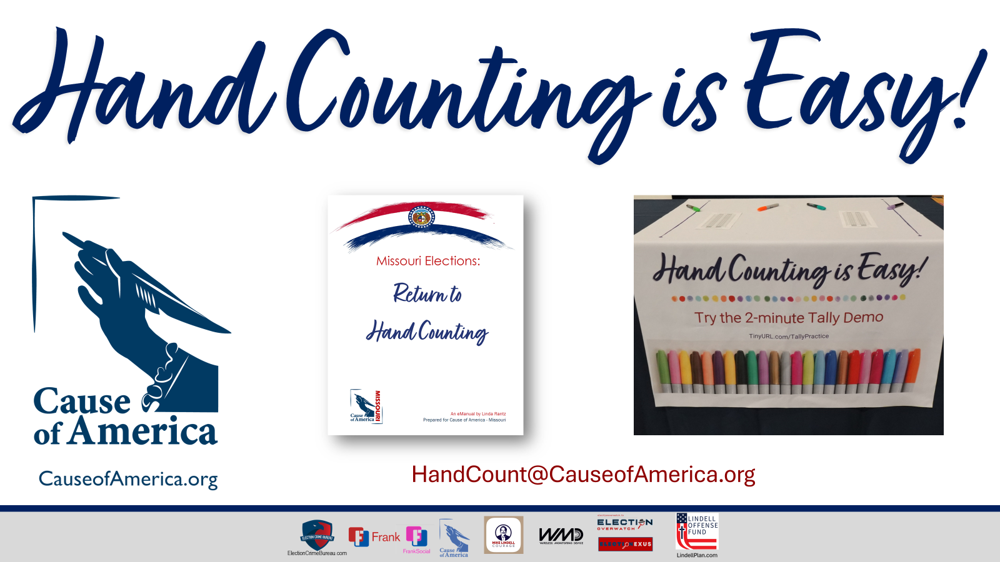 Hand Counting is Easy!
Cause
of America
CauseofAmerica.org
Missouri Elections:
Return to
Hand Counting
Cause
of America
MISSOURI
An eManual by Linda Rantz
Prepared for Cause of America - Missouri
Hand Counting is Easy!
Try the 2-minute Tally Demo
TinyURL.com/TallyPractice
HandCount@CauseofAmerica.org
ELECTION CRIME BUREAU
ElectionCrimeBureau.com
Frank
FrankSocial
Cause
of America
MIKE LINDELL
COURAGE
WMD
WIRELESS MONITORING DEVICE
ELECTION
OVERWATCH
ELECTIONEXUS
LINDELL
OFFENSE
FUND
LindellPlan.com